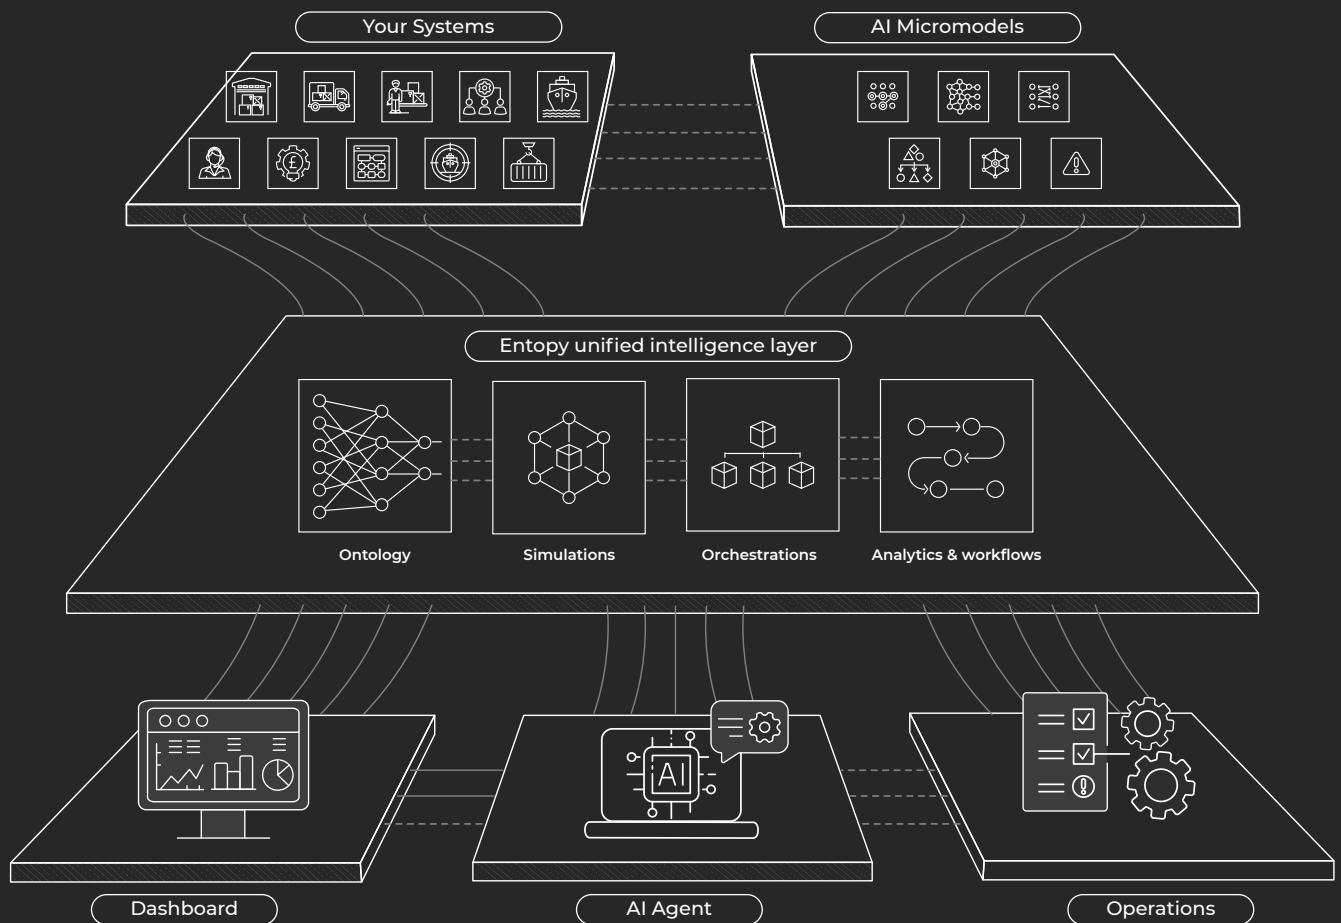 Your Systems
AI Micromodels
£
Entopy unified intelligence layer
Ontology
Simulations
Orchestrations
Analytics & workflows
AI
Dashboard
AI Agent
Operations